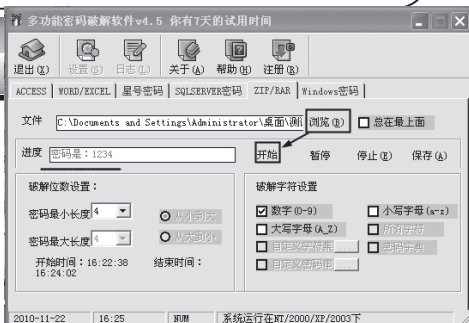 多功能密码破解软件v4.5 你有7天的试用时间
退出(X) 设置(S) 日志(L) 关于(A) 帮助(H) 注册(R)
ACCESS WORD/EXCEL 星号密码 SQLSERVER密码 ZIP/RAR Windows密码
文件 C:\Documents and Settings\Administrator\桌面\测 浏览(B) 总在最上面
进度 密码是：1234 开始 暂停 停止(E) 保存(A)
破解位数设置： 破解字符设置
密码最小长度 4 从小到大 数字(0-9) 小写字母(a-z)
大写字母(A_Z) 所有字符
密码最大长度 4 从大到小 自定义字符集 ... 密码字典
开始时间：16:22:38 结束时间： 自定义密码串 ...
16:24:02
2010-11-22 16:25 NUM 系统运行在NT/2000/XP/2003下